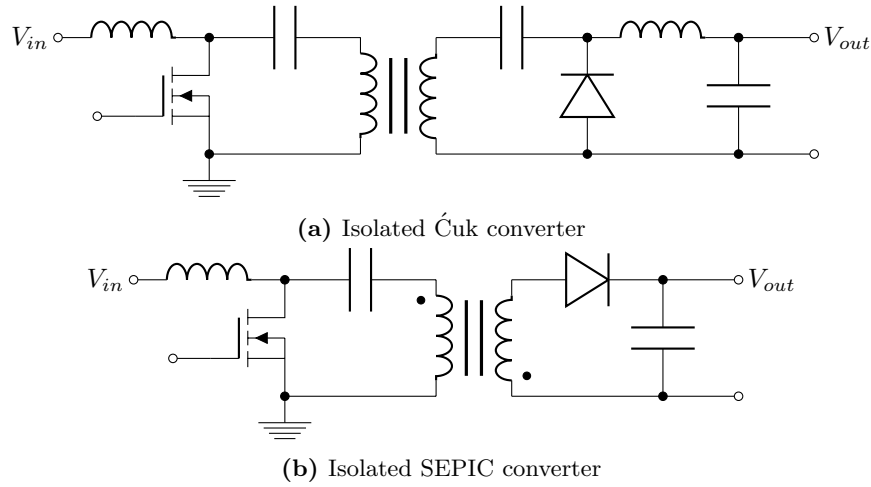 V_in V_out
(a) Isolated Ćuk converter
V_in V_out
(b) Isolated SEPIC converter